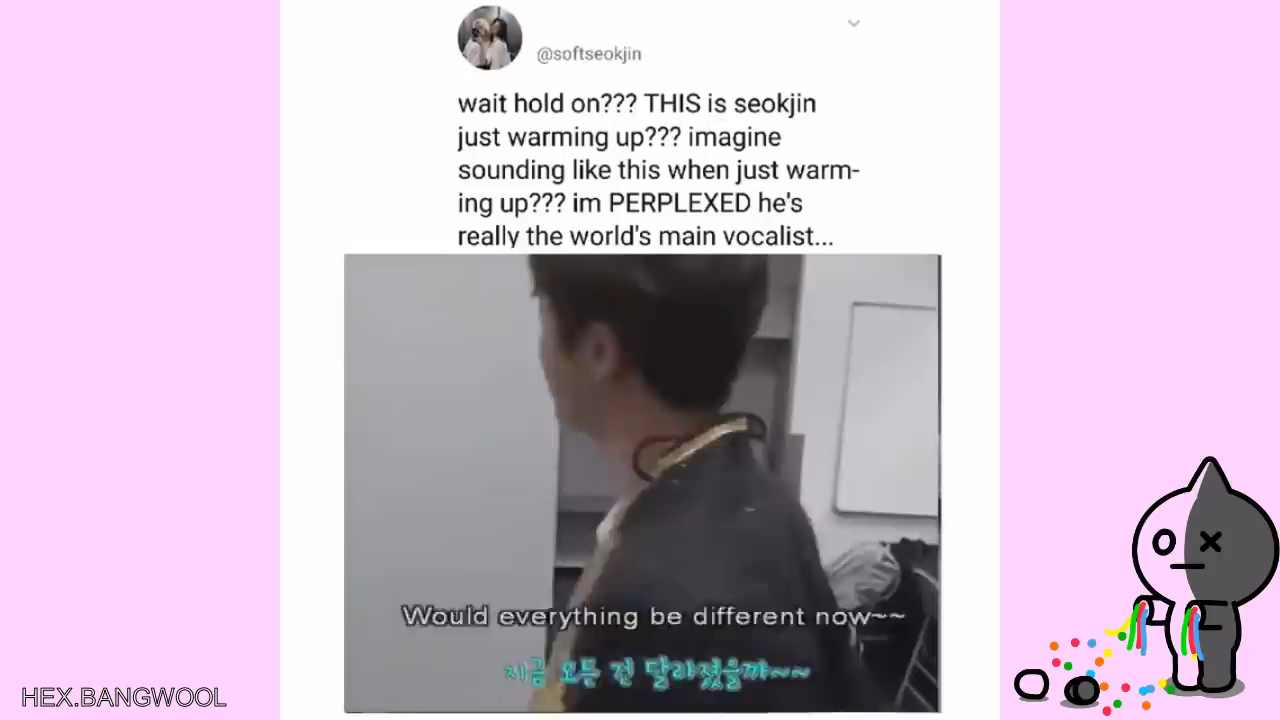 @softseokjin
wait hold on??? THIS is seokjin
just warming up??? imagine
sounding like this when just warm-
ing up??? im PERPLEXED he's
really the world's main vocalist...
Would everything be different now~~
지금 모든 건 달라졌을까~~
HEX.BANGWOOL